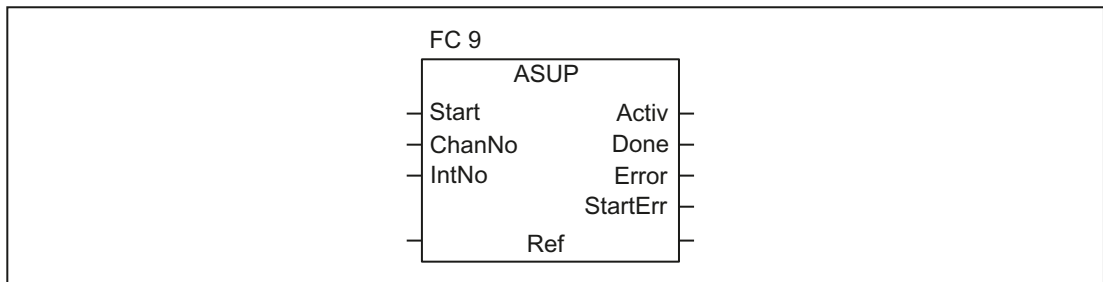 FC 9
ASUP
Start Activ
ChanNo Done
IntNo Error
StartErr
Ref